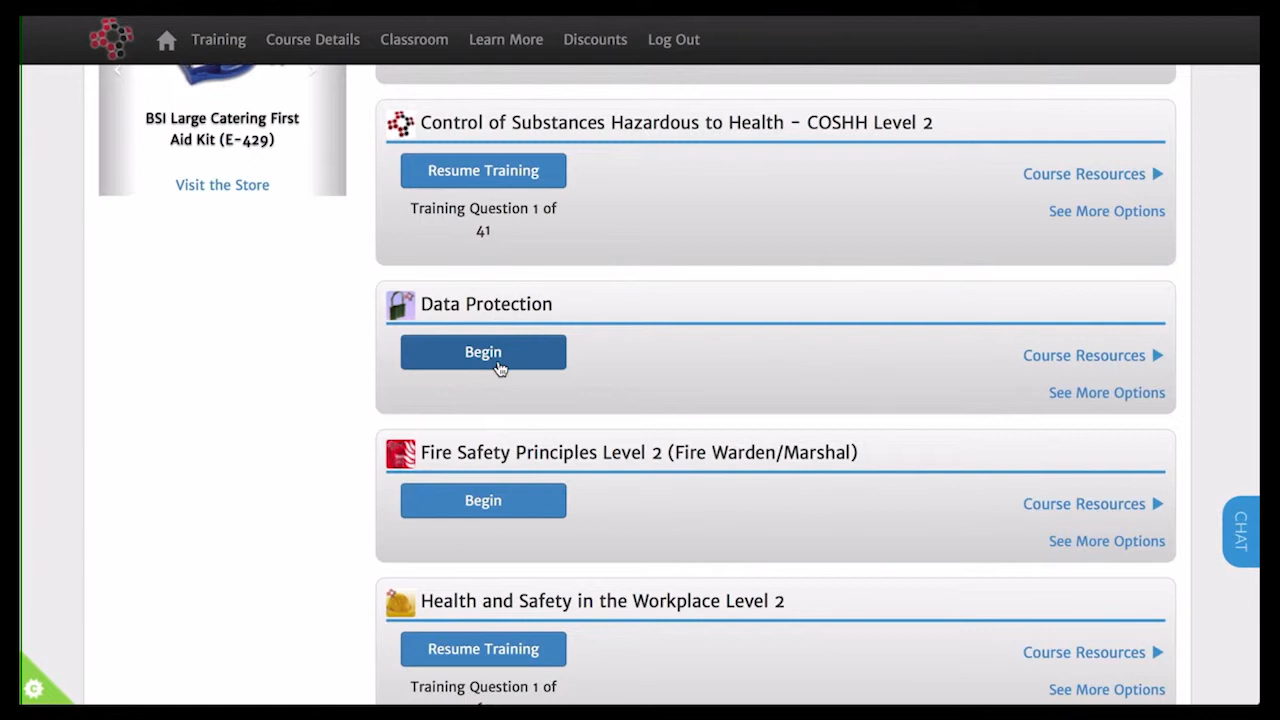 Training Course Details Classroom Learn More Discounts Log Out
BSI Large Catering First
Aid Kit (E-429)
Visit the Store
Control of Substances Hazardous to Health - COSHH Level 2
Resume Training
Course Resources
Training Question 1 of
41
See More Options
Data Protection
Begin
Course Resources
See More Options
Fire Safety Principles Level 2 (Fire Warden/Marshal)
Begin
Course Resources
See More Options
CHAT
Health and Safety in the Workplace Level 2
Resume Training
Course Resources
Training Question 1 of
See More Options